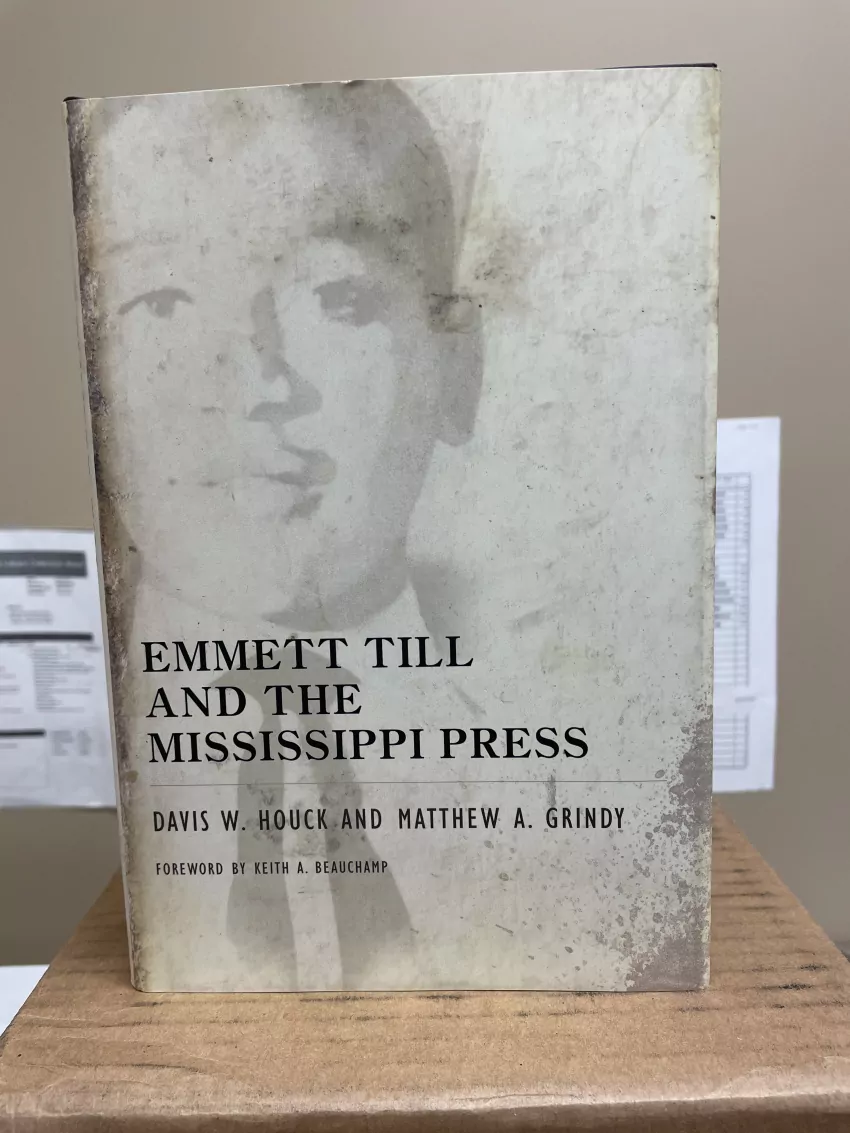 EMMETT TILL
AND THE
MISSISSIPPI PRESS
DAVIS W. HOUCK AND MATTHEW A. GRINDY
FOREWORD BY KEITH A. BEAUCHAMP